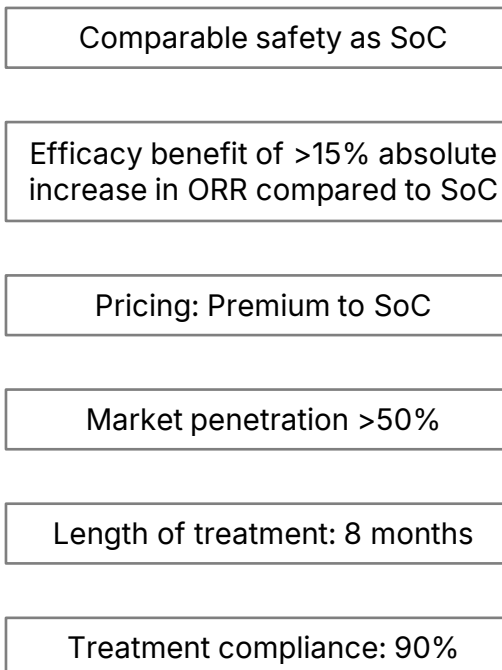 Comparable safety as SoC
Efficacy benefit of >15% absolute
increase in ORR compared to SoC
Pricing: Premium to SoC
Market penetration >50%
Length of treatment: 8 months
Treatment compliance: 90%